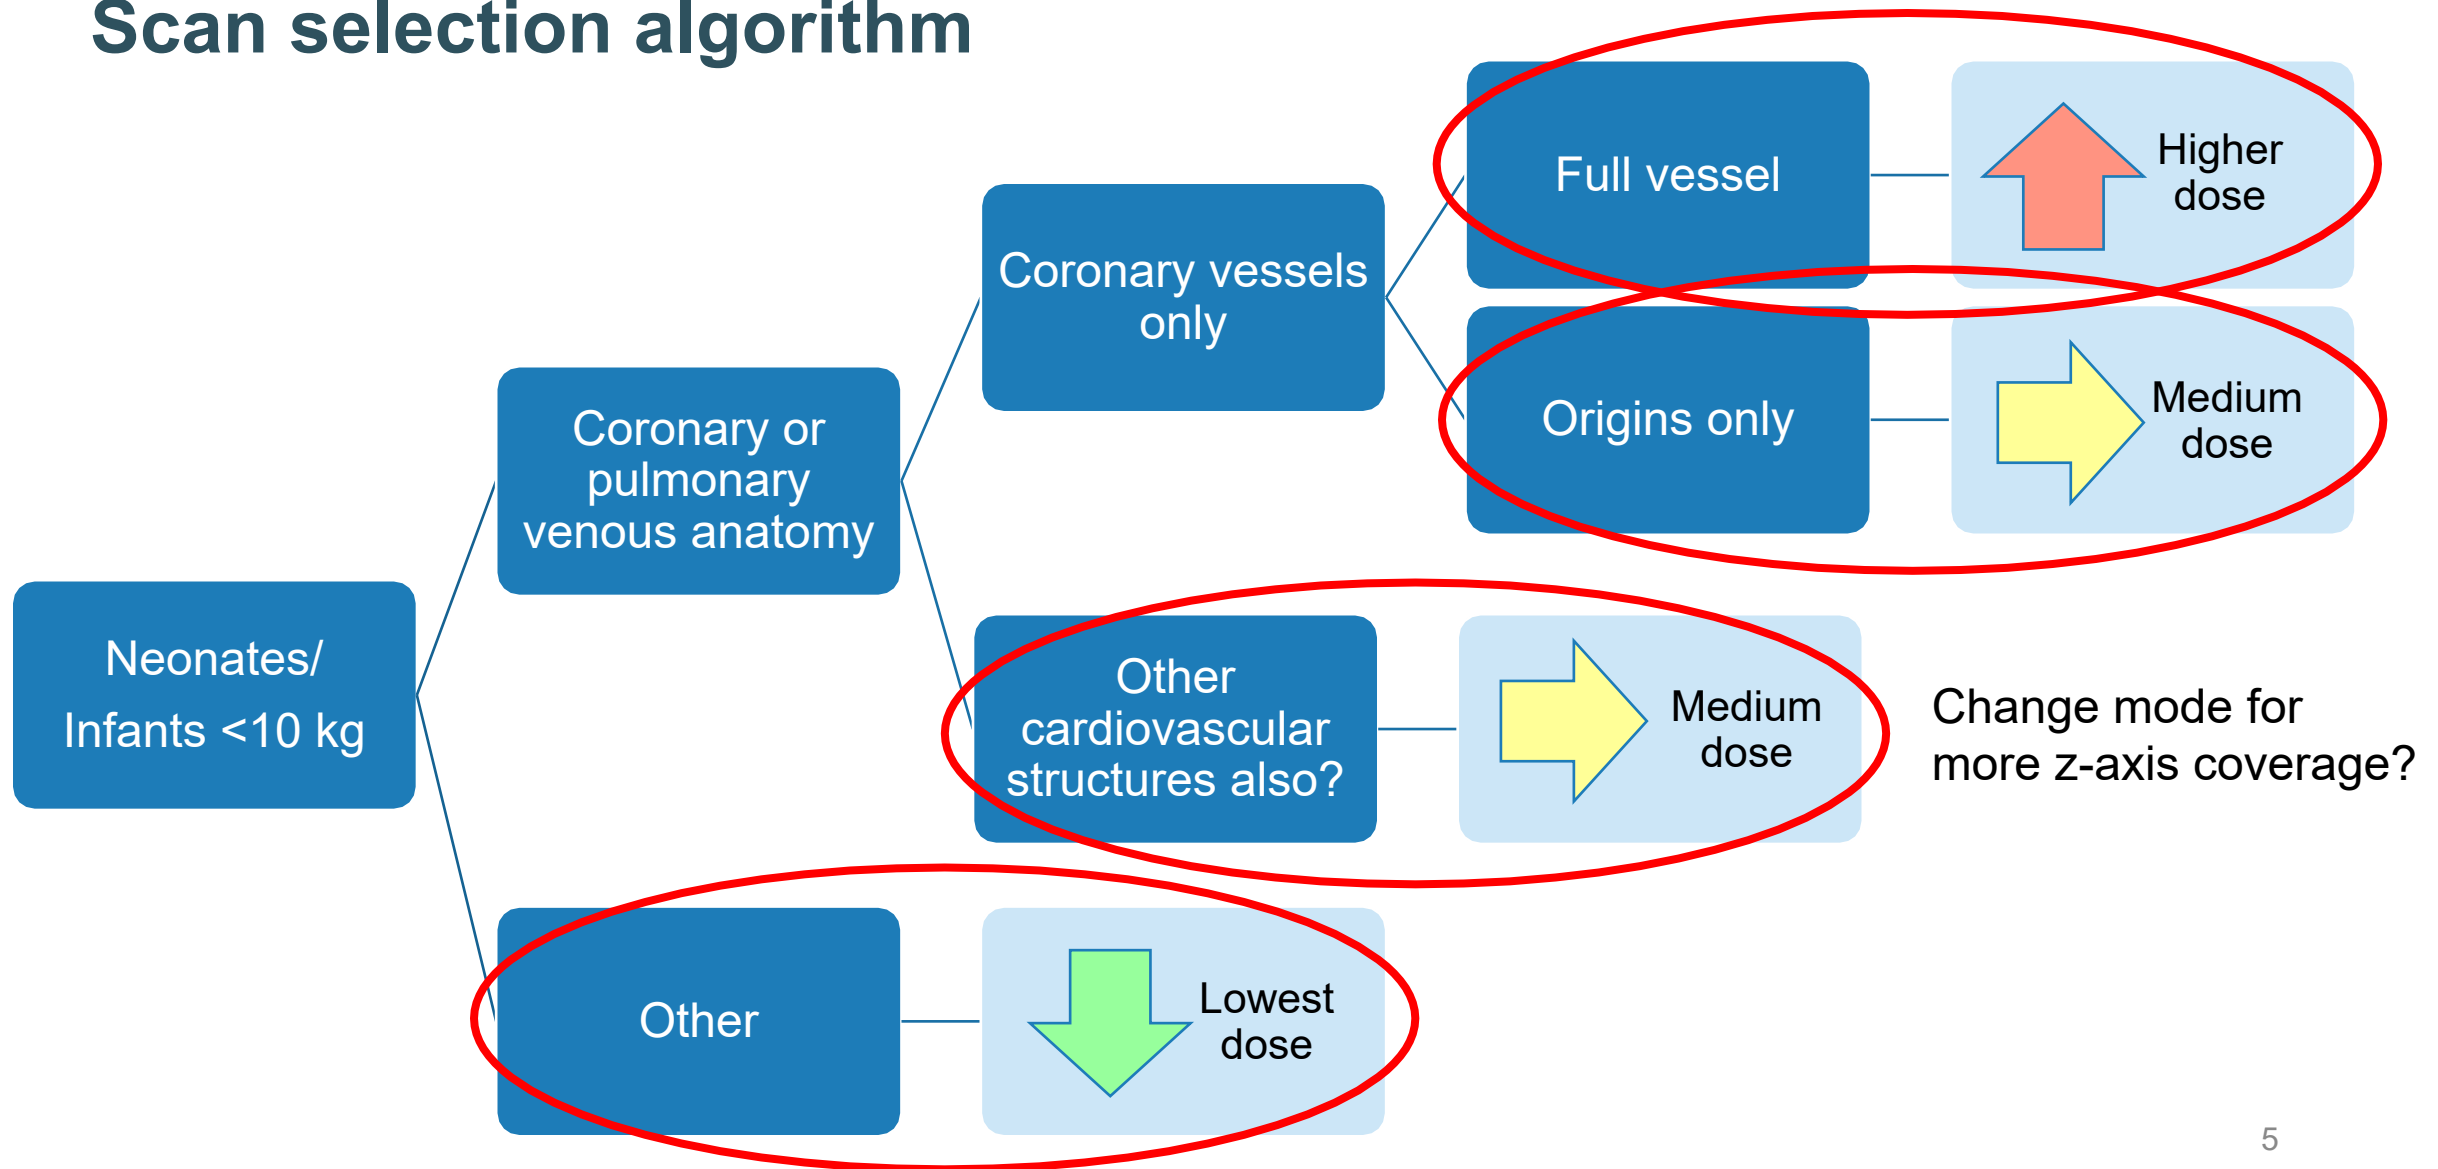 Scan selection algorithm
Full vessel
Higher
dose
Coronary vessels
only
Origins only
Medium
dose
Coronary or
pulmonary
venous anatomy
Neonates/
Infants <10 kg
Other
cardiovascular
structures also?
Medium
dose
Change mode for
more z-axis coverage?
Other
Lowest
dose
5